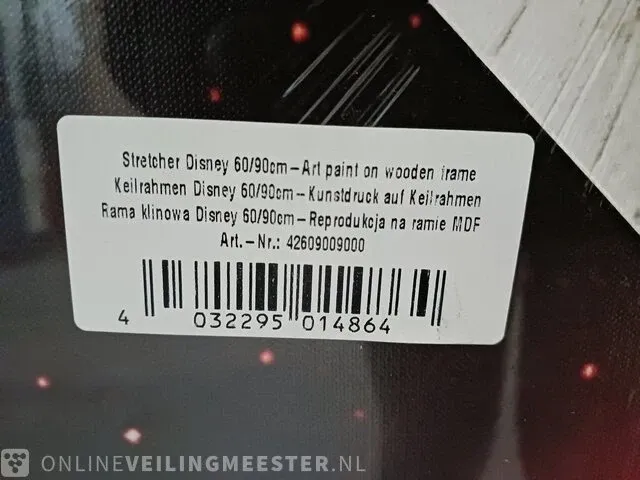 Stretcher Disney 60/90cm–Art paint on wooden frame
Keilrahmen Disney 60/90cm–Kunstdruck auf Keilrahmen
Rama klinowa Disney 60/90cm–Reprodukcja na ramie MDF
Art.–Nr.: 42609009000
4 032295 014864
ONLINEVEILINGMEESTER.NL